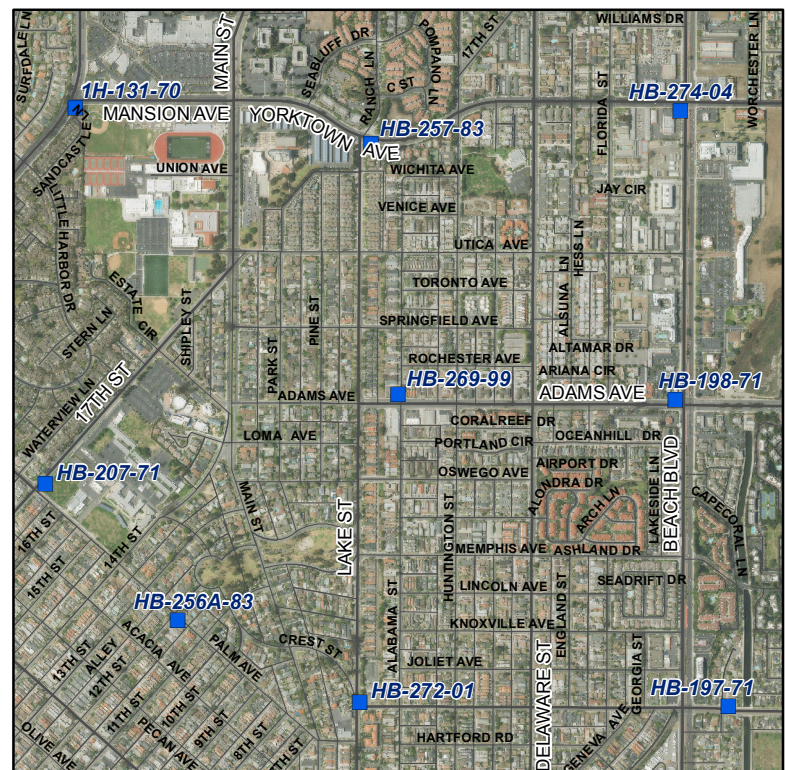 WILLIAMS DR
SURFDALE LN
MAIN ST
SEABLUFF DR
RANCH LN
C ST
POMPANO LN
17TH ST
FLORIDA ST
WORCHESTER LN
1H-131-70
HB-274-04
LN
MANSION AVE
YORKTOWN AVE
HB-257-83
SANDCASTLE
UNION AVE
WICHITA AVE
LITTLE HARBOR DR
JAY CIR
VENICE AVE
UTICA AVE
HESS LN
ALSUNA LN
ESTATE CIR
TORONTO AVE
SHIPLEY ST
PINE ST
STERN LN
SPRINGFIELD AVE
PARK ST
ALTAMAR DR
ROCHESTER AVE
ARIANA CIR
HB-269-99
HB-198-71
WATERVIEW LN
17TH ST
ADAMS AVE
ADAMS AVE
CORALREEF DR
LOMA AVE
PORTLAND CIR
OCEANHILL DR
HB-207-71
OSWEGO AVE
AIRPORT DR
ALONDRA DR
ARCH LN
LAKESIDE LN
BEACH BLVD
CAPECORAL LN
MAIN ST
16TH ST
14TH ST
LAKE ST
HUNTINGTON ST
MEMPHIS AVE
ASHLAND DR
15TH ST
LINCOLN AVE
ENGLAND ST
SEADRIFT DR
HB-256A-83
ALABAMA ST
KNOXVILLE AVE
ACACIA AVE
PALM AVE
CREST ST
13TH ST
ALLEY
12TH ST
JOLIET AVE
DELAWARE ST
GEORGIA ST
HB-272-01
HB-197-71
11TH ST
10TH ST
PECAN AVE
9TH ST
8TH ST
7TH ST
OLIVE AVE
HARTFORD RD
GENEVA AVE